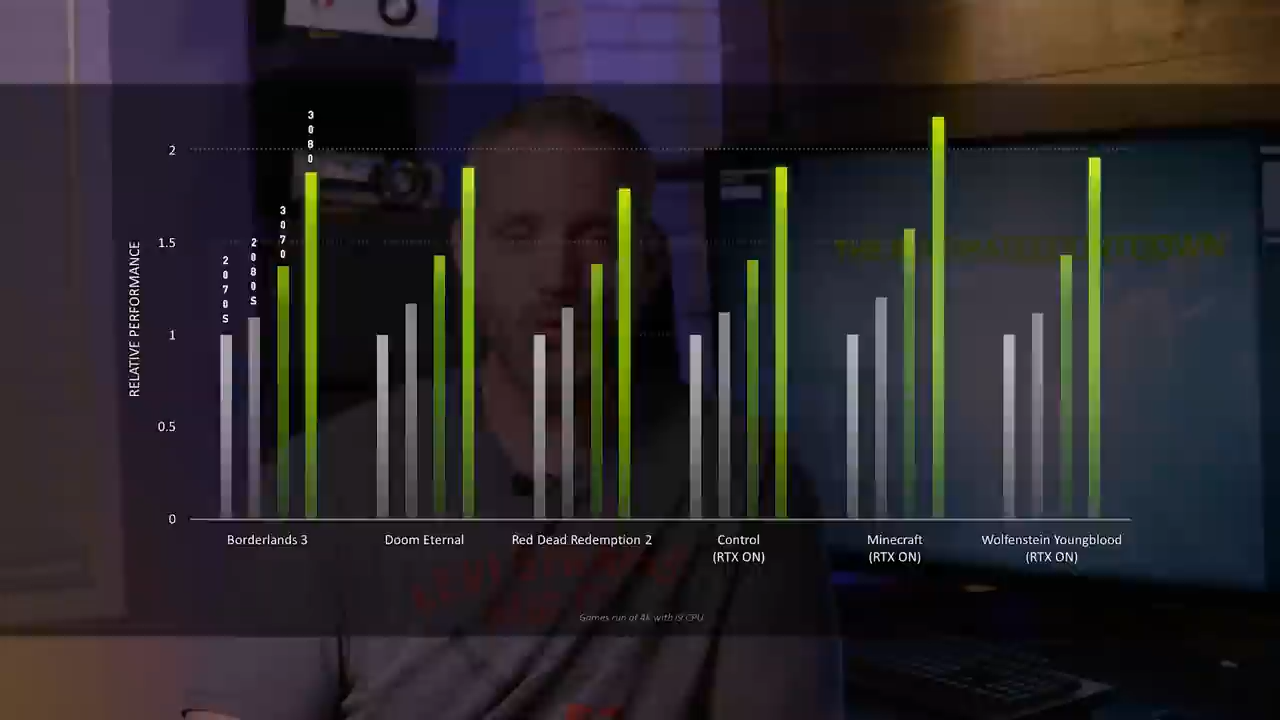 3080
3070
2080S
2070S
2
1.5
1
0.5
0
RELATIVE PERFORMANCE
Borderlands 3
Doom Eternal
Red Dead Redemption 2
Control
(RTX ON)
Minecraft
(RTX ON)
Wolfenstein Youngblood
(RTX ON)
Games run at 4k with i9 CPU